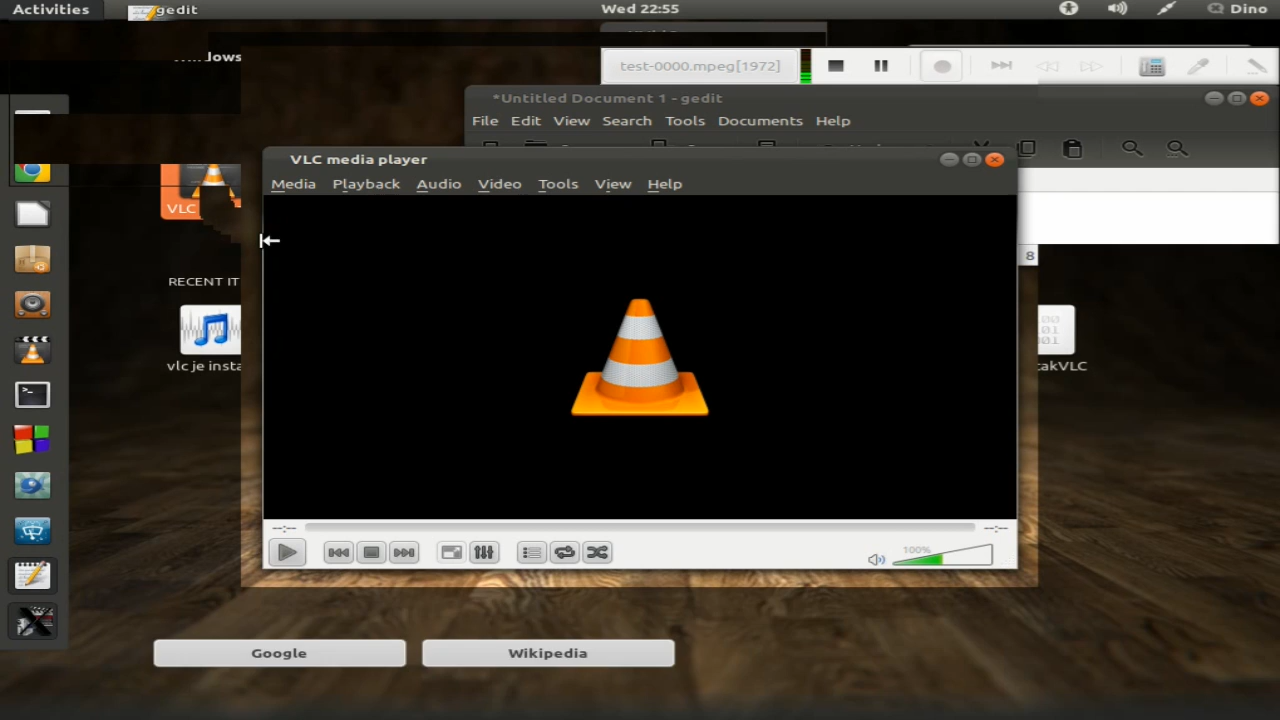 Activities
gedit
Wed 22:55
Dino
test-0000.mpeg[1972]
*Untitled Document 1 - gedit
File Edit View Search Tools Documents Help
VLC media player
Media Playback Audio Video Tools View Help
VLC
8
RECENT IT
vlc je insta
takVLC
--:--
--:--
100%
Google
Wikipedia